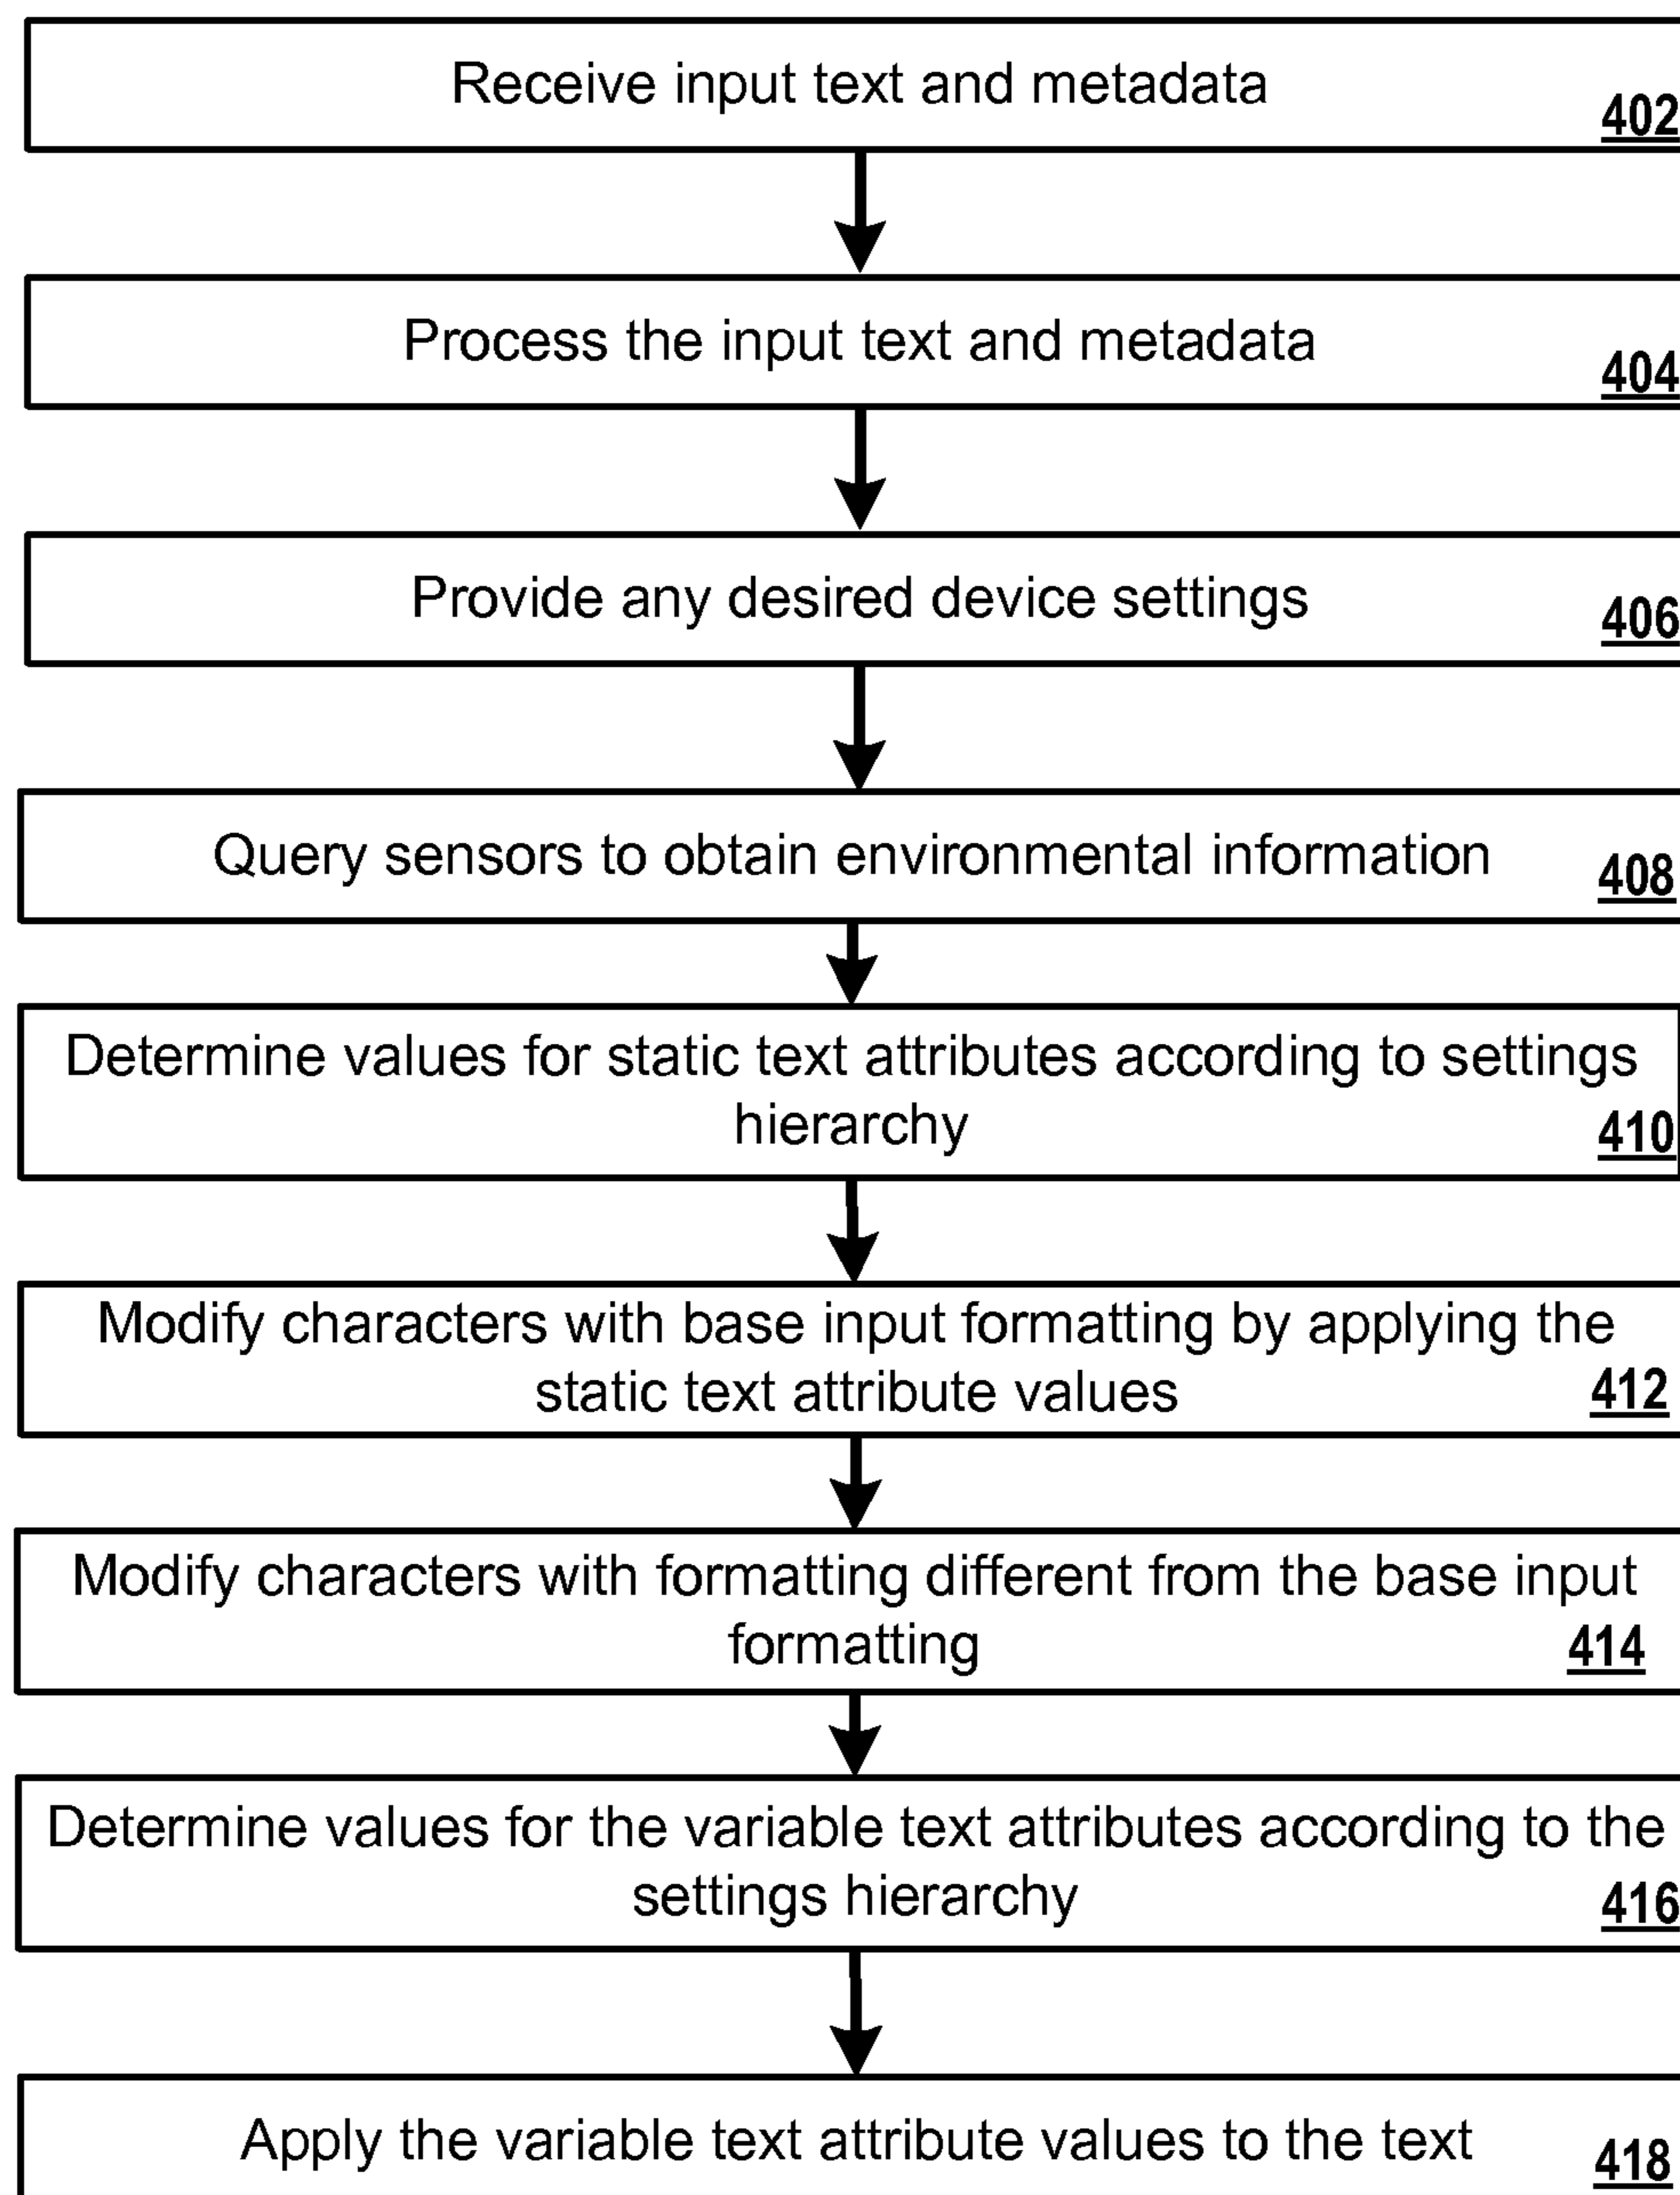 Receive input text and metadata
402
Process the input text and metadata
404
Provide any desired device settings
406
Query sensors to obtain environmental information
408
Determine values for static text attributes according to settings
hierarchy
410
Modify characters with base input formatting by applying the
static text attribute values
412
Modify characters with formatting different from the base input
formatting
414
Determine values for the variable text attributes according to the
settings hierarchy
416
Apply the variable text attribute values to the text
418